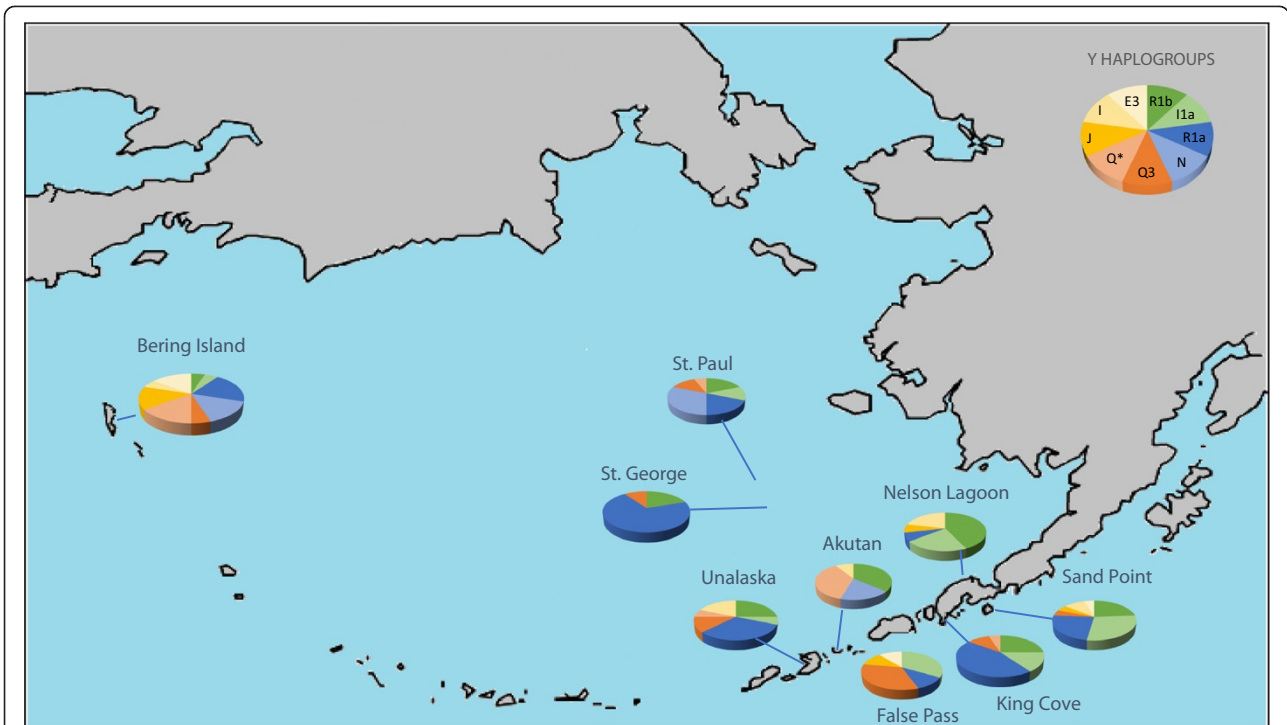 Y HAPLOGROUPS
I
E3
R1b
I1a
J
R1a
Q*
Q3
N
Bering Island
St. Paul
St. George
Nelson Lagoon
Akutan
Unalaska
Sand Point
King Cove
False Pass